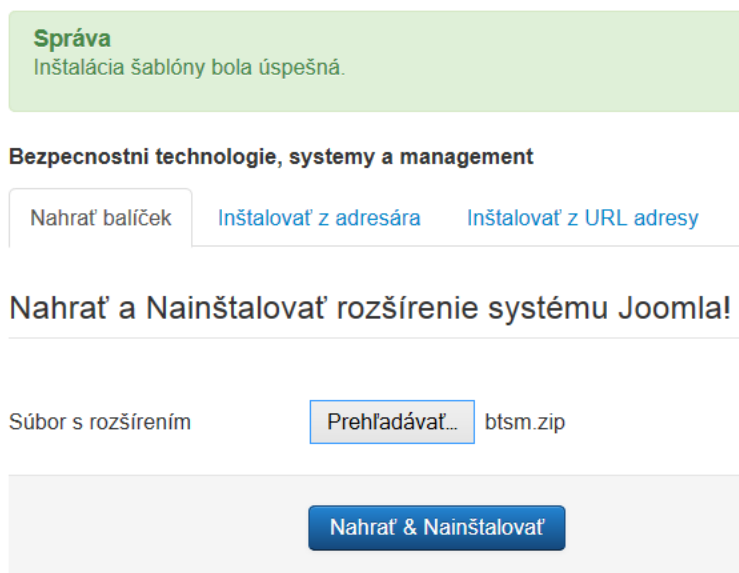 Správa
Inštalácia šablóny bola úspešná.
Bezpecnostni technologie, systemy a management
Nahrať balíček Inštalovať z adresára Inštalovať z URL adresy
Nahrať a Nainštalovať rozšírenie systému Joomla!
Súbor s rozšírením Prehľadávať... btsm.zip
Nahrať & Nainštalovať